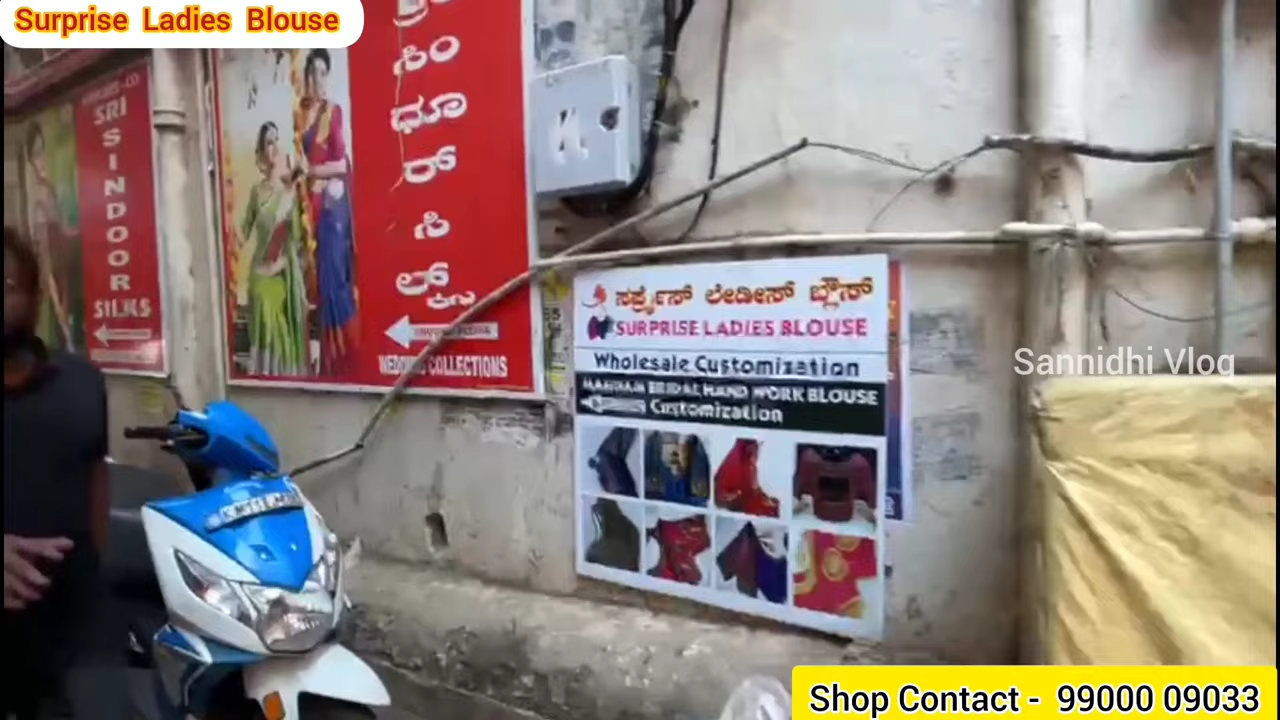 Surprise Ladies Blouse
SRI
SINDOOR
SILKS
ಸಿಂ
ಧೂ
ರ್
ಸಿ
ಲ್ಕ್ಸ್
WEDDING COLLECTIONS
K
ಸರ್ಪ್ರೈಸ್ ಲೇಡೀಸ್ ಬ್ಲೌಸ್
SURPRISE LADIES BLOUSE
Wholesale Customization
BRIDAL HAND WORK BLOUSE
Customization
Sannidhi Vlog
Shop Contact - 99000 09033